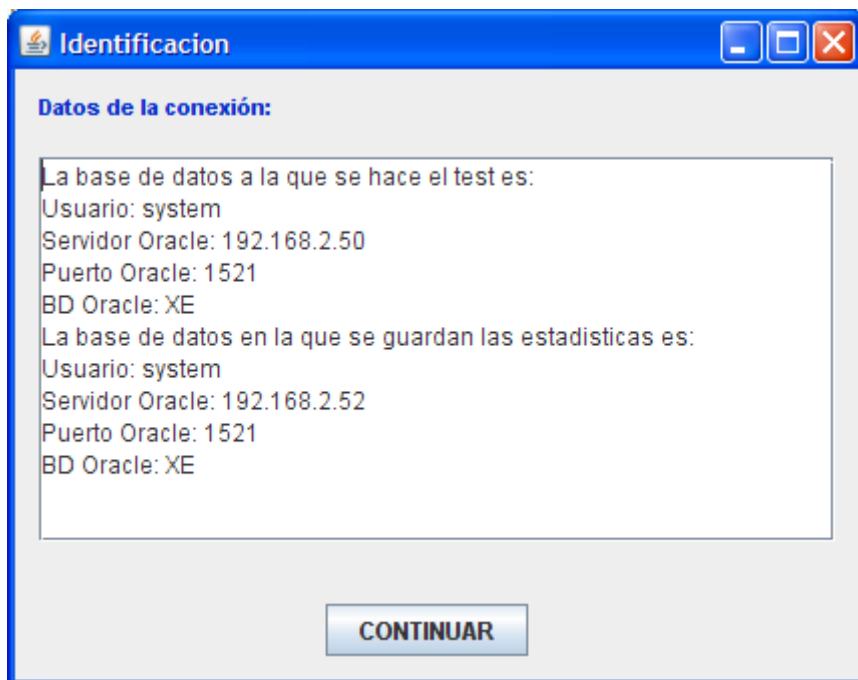 Identificacion
Datos de la conexión:
La base de datos a la que se hace el test es:
Usuario: system
Servidor Oracle: 192.168.2.50
Puerto Oracle: 1521
BD Oracle: XE
La base de datos en la que se guardan las estadisticas es:
Usuario: system
Servidor Oracle: 192.168.2.52
Puerto Oracle: 1521
BD Oracle: XE
CONTINUAR